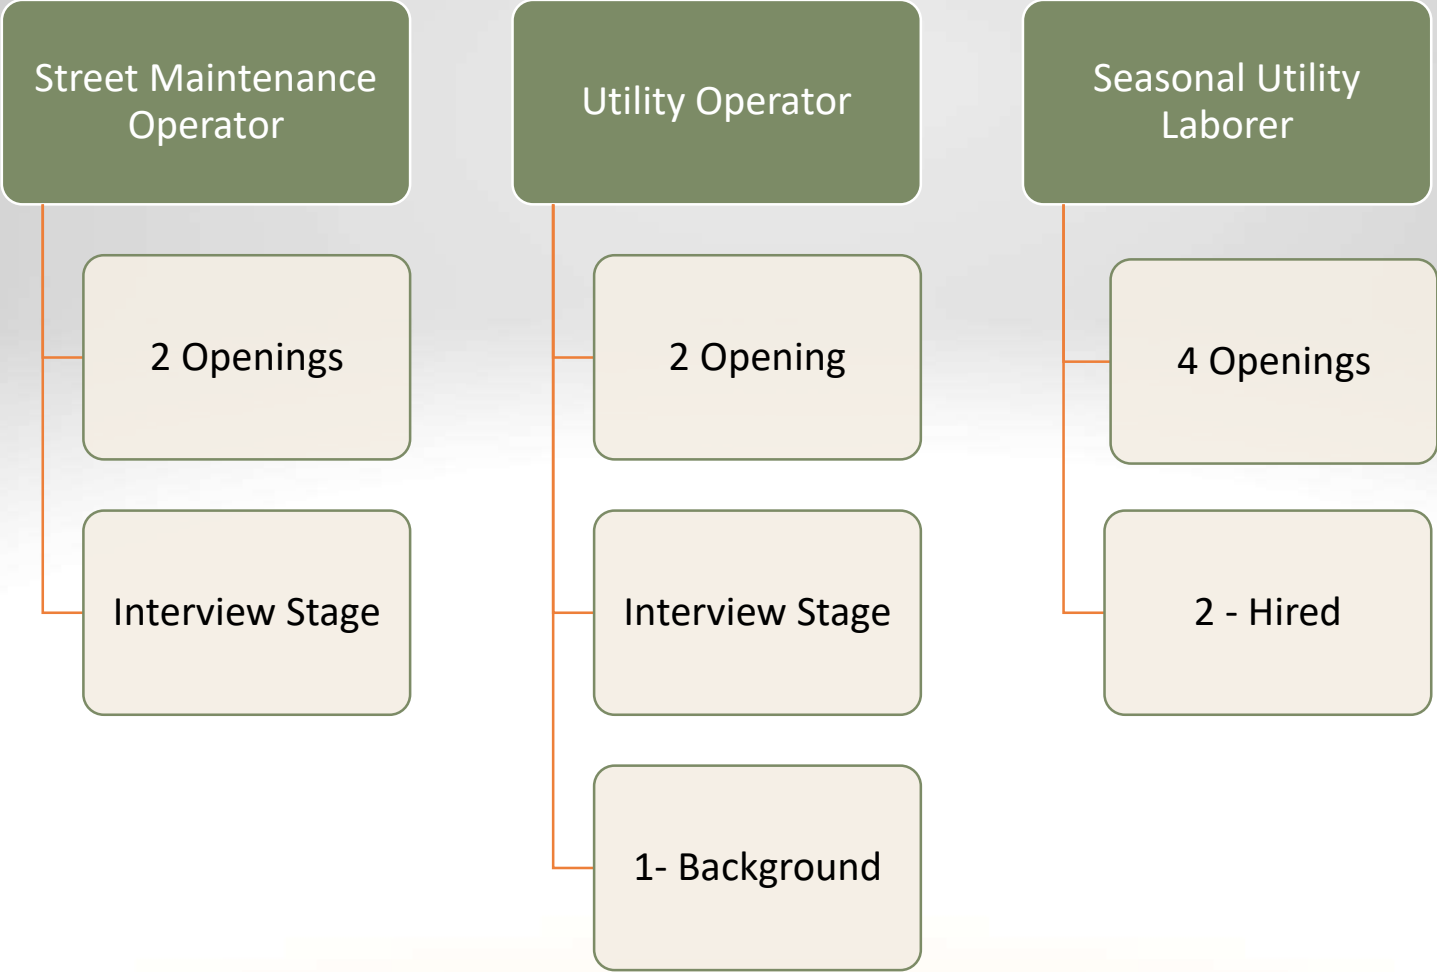 Street Maintenance
Operator
2 Openings
Interview Stage
Utility Operator
2 Opening
Interview Stage
1- Background
Seasonal Utility
Laborer
4 Openings
2 - Hired